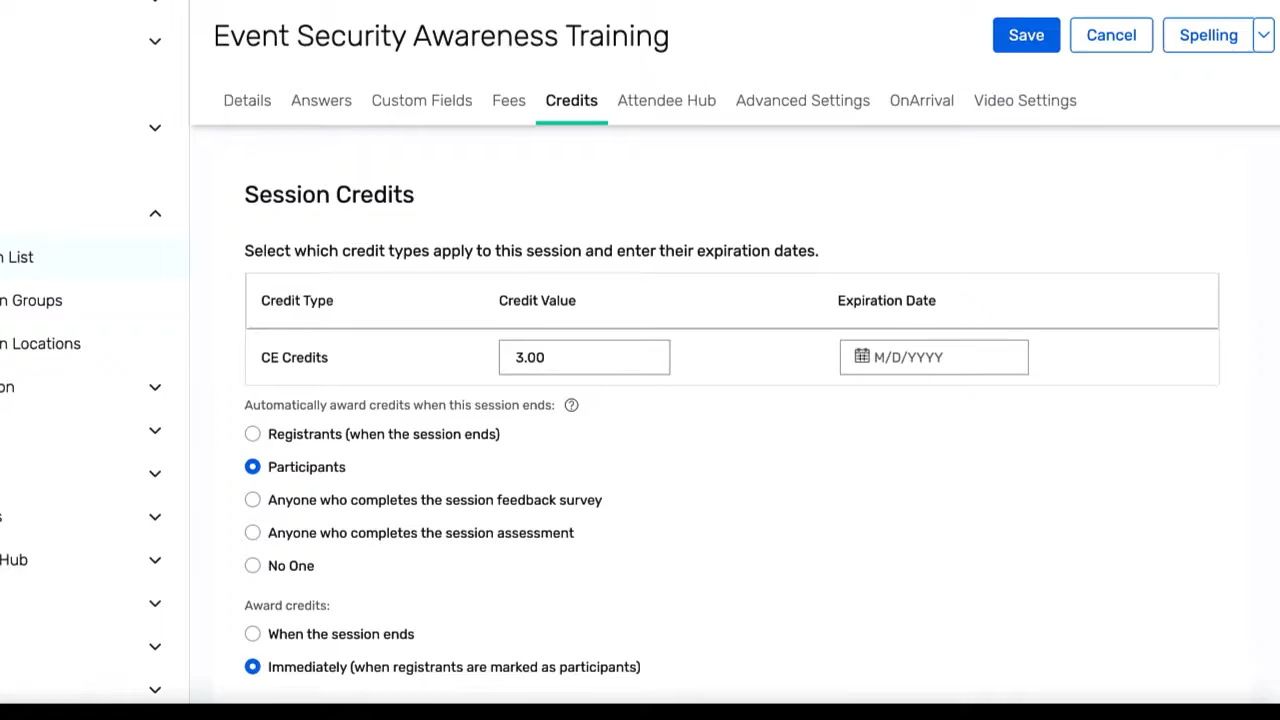 Event Security Awareness Training
Save
Cancel
Spelling
Details
Answers
Custom Fields
Fees
Credits
Attendee Hub
Advanced Settings
OnArrival
Video Settings
n List
n Groups
n Locations
on
s
Hub
Session Credits
Select which credit types apply to this session and enter their expiration dates.
Credit Type
Credit Value
Expiration Date
CE Credits
3.00
M/D/YYYY
Automatically award credits when this session ends: ?
Registrants (when the session ends)
Participants
Anyone who completes the session feedback survey
Anyone who completes the session assessment
No One
Award credits:
When the session ends
Immediately (when registrants are marked as participants)